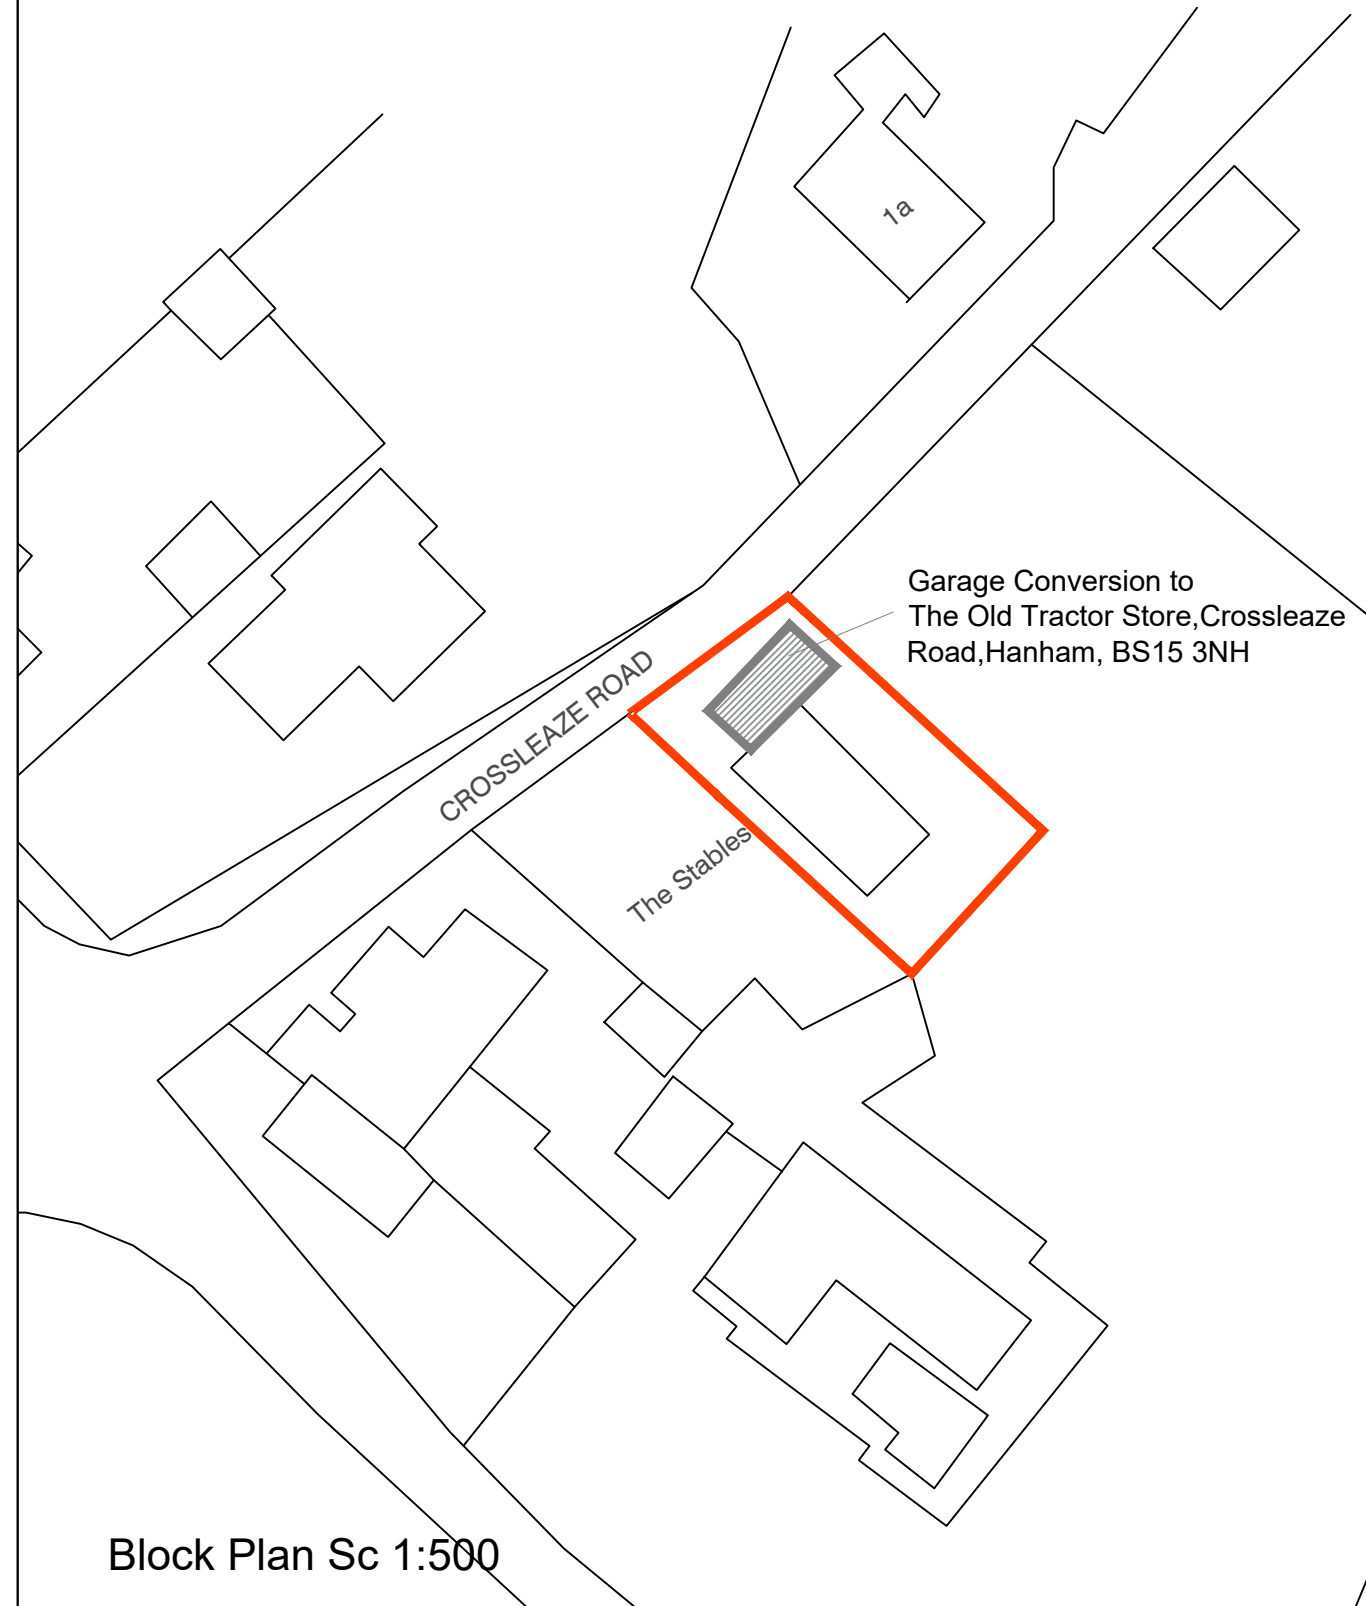 1a
Garage Conversion to
The Old Tractor Store,Crossleaze
Road,Hanham, BS15 3NH
CROSSLEAZE ROAD
The Stables
Block Plan Sc 1:500